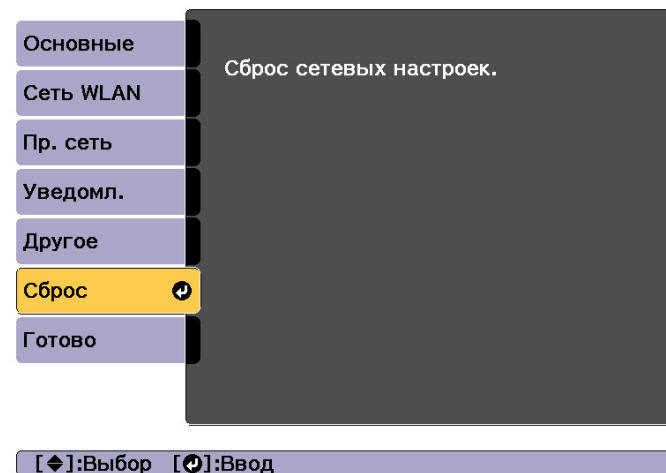 Основные
Сеть WLAN
Пр. сеть
Уведомл.
Другое
Сброс
Готово
Сброс сетевых настроек.
[◆]:Выбор [↵]:Ввод